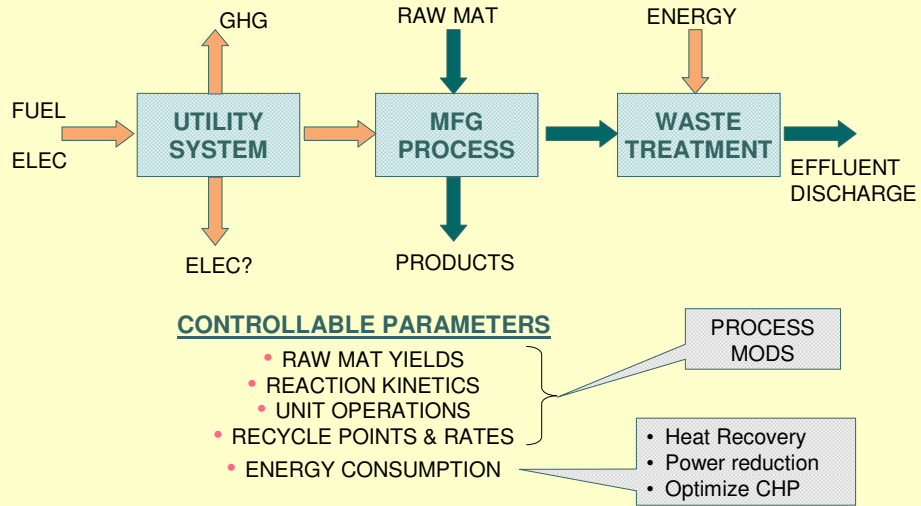 GHG
RAW MAT
ENERGY
FUEL
ELEC
UTILITY
SYSTEM
MFG
PROCESS
WASTE
TREATMENT
EFFLUENT
DISCHARGE
ELEC?
PRODUCTS
CONTROLLABLE PARAMETERS
• RAW MAT YIELDS
• REACTION KINETICS
• UNIT OPERATIONS
• RECYCLE POINTS & RATES
• ENERGY CONSUMPTION
PROCESS
MODS
• Heat Recovery
• Power reduction
• Optimize CHP